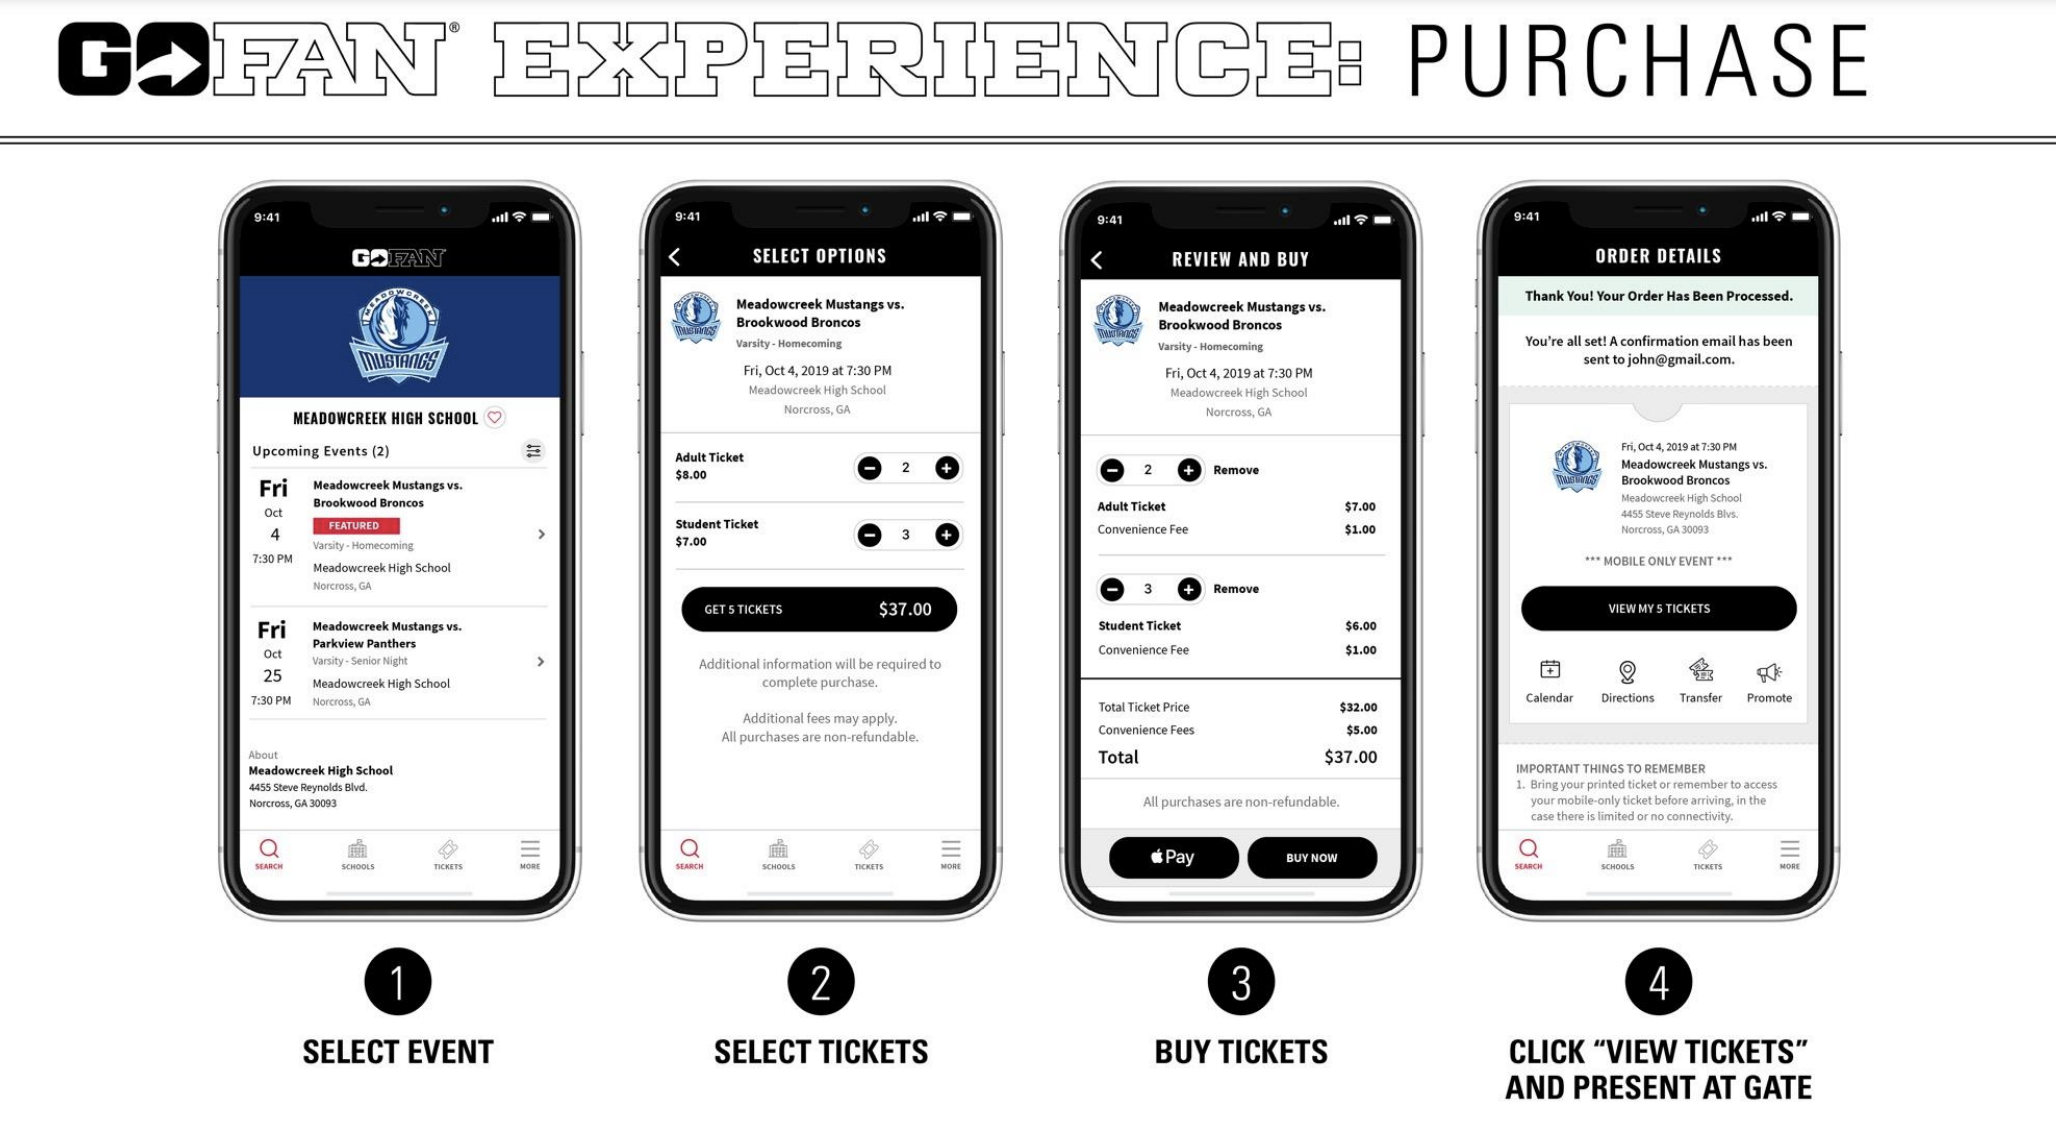 GOFAN® EXPERIENCE: PURCHASE
9:41
GOFAN
MEADOWCREEK
MUSTANGS
MEADOWCREEK HIGH SCHOOL
Upcoming Events (2)
Fri
Oct
4
7:30 PM
Meadowcreek Mustangs vs.
Brookwood Broncos
FEATURED
Varsity - Homecoming
Meadowcreek High School
Norcross, GA
Fri
Oct
25
7:30 PM
Meadowcreek Mustangs vs.
Parkview Panthers
Varsity - Senior Night
Meadowcreek High School
Norcross, GA
About
Meadowcreek High School
4455 Steve Reynolds Blvd.
Norcross, GA 30093
SEARCH
SCHOOLS
TICKETS
MORE
1
SELECT EVENT
9:41
SELECT OPTIONS
MUSTANGS
Meadowcreek Mustangs vs.
Brookwood Broncos
Varsity - Homecoming
Fri, Oct 4, 2019 at 7:30 PM
Meadowcreek High School
Norcross, GA
Adult Ticket
$8.00
2
Student Ticket
$7.00
3
GET 5 TICKETS $37.00
Additional information will be required to
complete purchase.
Additional fees may apply.
All purchases are non-refundable.
SEARCH
SCHOOLS
TICKETS
MORE
2
SELECT TICKETS
9:41
REVIEW AND BUY
MUSTANGS
Meadowcreek Mustangs vs.
Brookwood Broncos
Varsity - Homecoming
Fri, Oct 4, 2019 at 7:30 PM
Meadowcreek High School
Norcross, GA
2 Remove
Adult Ticket $7.00
Convenience Fee $1.00
3 Remove
Student Ticket $6.00
Convenience Fee $1.00
Total Ticket Price $32.00
Convenience Fees $5.00
Total $37.00
All purchases are non-refundable.
Pay
BUY NOW
3
BUY TICKETS
9:41
ORDER DETAILS
Thank You! Your Order Has Been Processed.
You're all set! A confirmation email has been
sent to john@gmail.com.
MUSTANGS
Fri, Oct 4, 2019 at 7:30 PM
Meadowcreek Mustangs vs.
Brookwood Broncos
Meadowcreek High School
4455 Steve Reynolds Blvs.
Norcross, GA 30093
*** MOBILE ONLY EVENT ***
VIEW MY 5 TICKETS
Calendar
Directions
Transfer
Promote
IMPORTANT THINGS TO REMEMBER
1. Bring your printed ticket or remember to access
your mobile-only ticket before arriving, in the
case there is limited or no connectivity.
SEARCH
SCHOOLS
TICKETS
MORE
4
CLICK “VIEW TICKETS”
AND PRESENT AT GATE